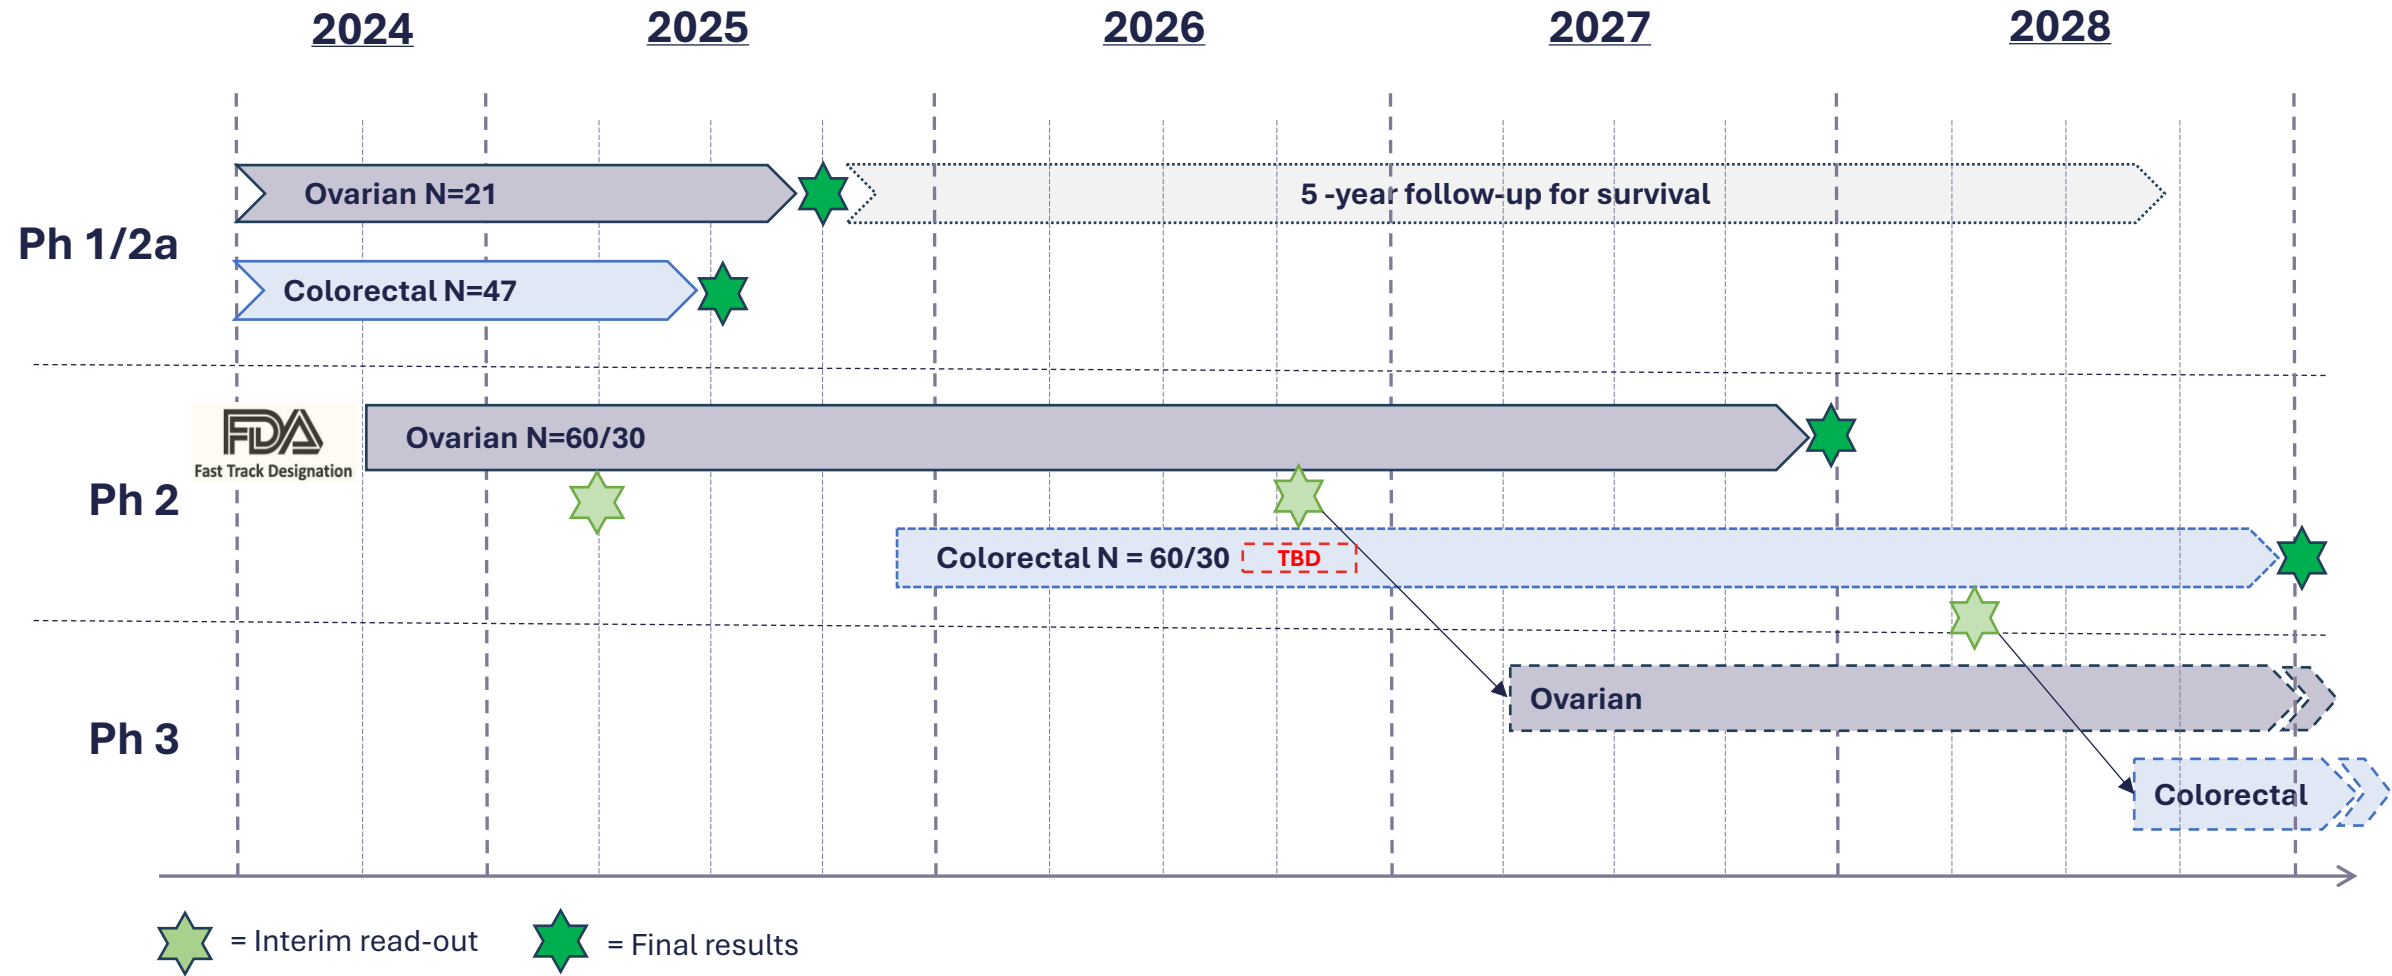 2024 2025 2026 2027 2028
Ph 1/2a
Ovarian N=21
5 -year follow-up for survival
Colorectal N=47
Ph 2
FDA
Fast Track Designation
Ovarian N=60/30
Colorectal N = 60/30 TBD
Ph 3
Ovarian
Colorectal
= Interim read-out
= Final results